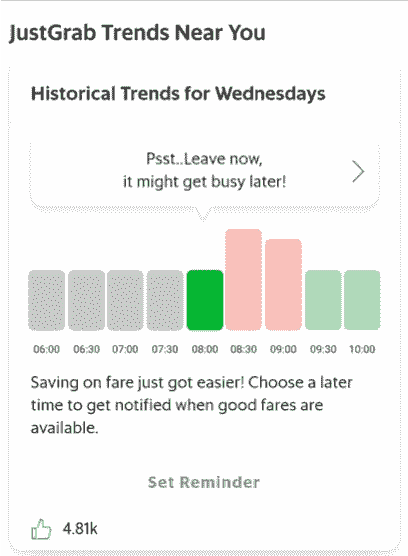 JustGrab Trends Near You
Historical Trends for Wednesdays
Psst..Leave now,
it might get busy later!
06:00 06:30 07:00 07:30 08:00 08:30 09:00 09:30 10:00
Saving on fare just got easier! Choose a later
time to get notified when good fares are
available.
Set Reminder
4.81k